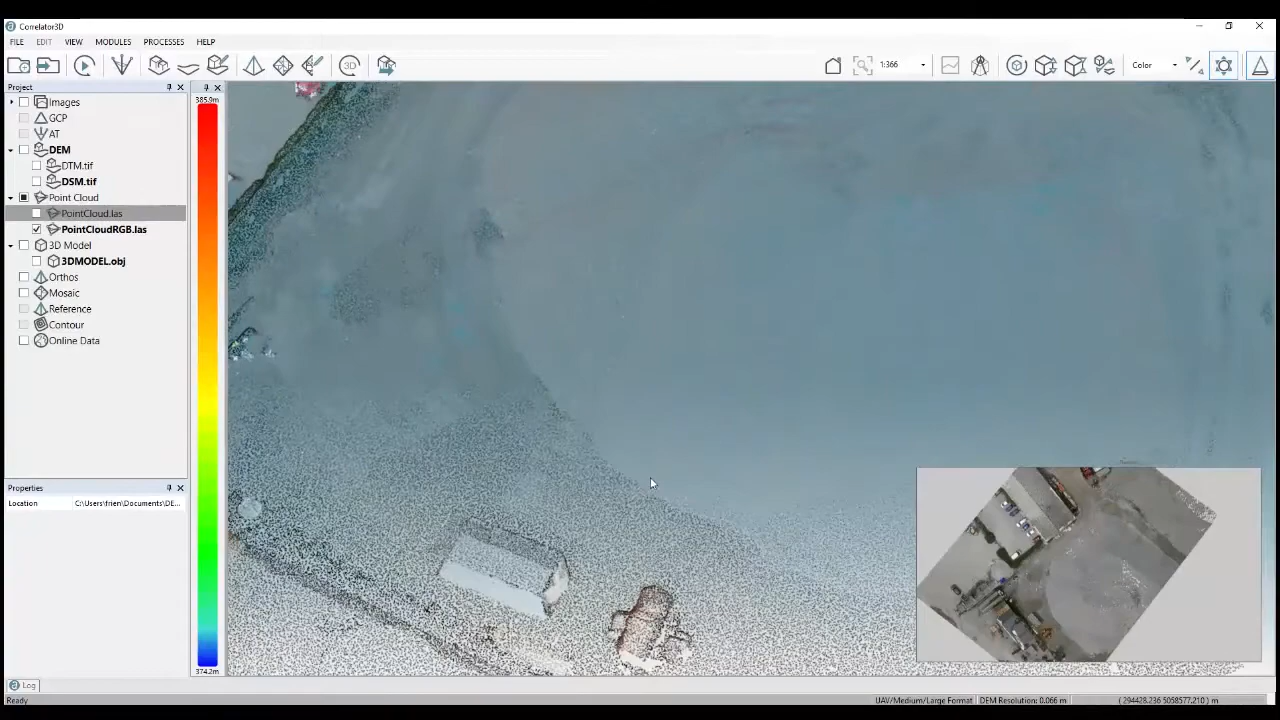 Correlator3D
FILE EDIT VIEW MODULES PROCESSES HELP
3D 1:366 Color
Project
385.9m
Images
GCP
AT
DEM
DTM.tif
DSM.tif
Point Cloud
PointCloud.las
PointCloudRGB.las
3D Model
3DMODEL.obj
Orthos
Mosaic
Reference
Contour
Online Data
Properties
Location C:\Users\frien\Documents\DE...
374.2m
Log
Ready UAV/Medium/Large Format DEM Resolution: 0.066 m ( 294428.236 5058577.210 ) m